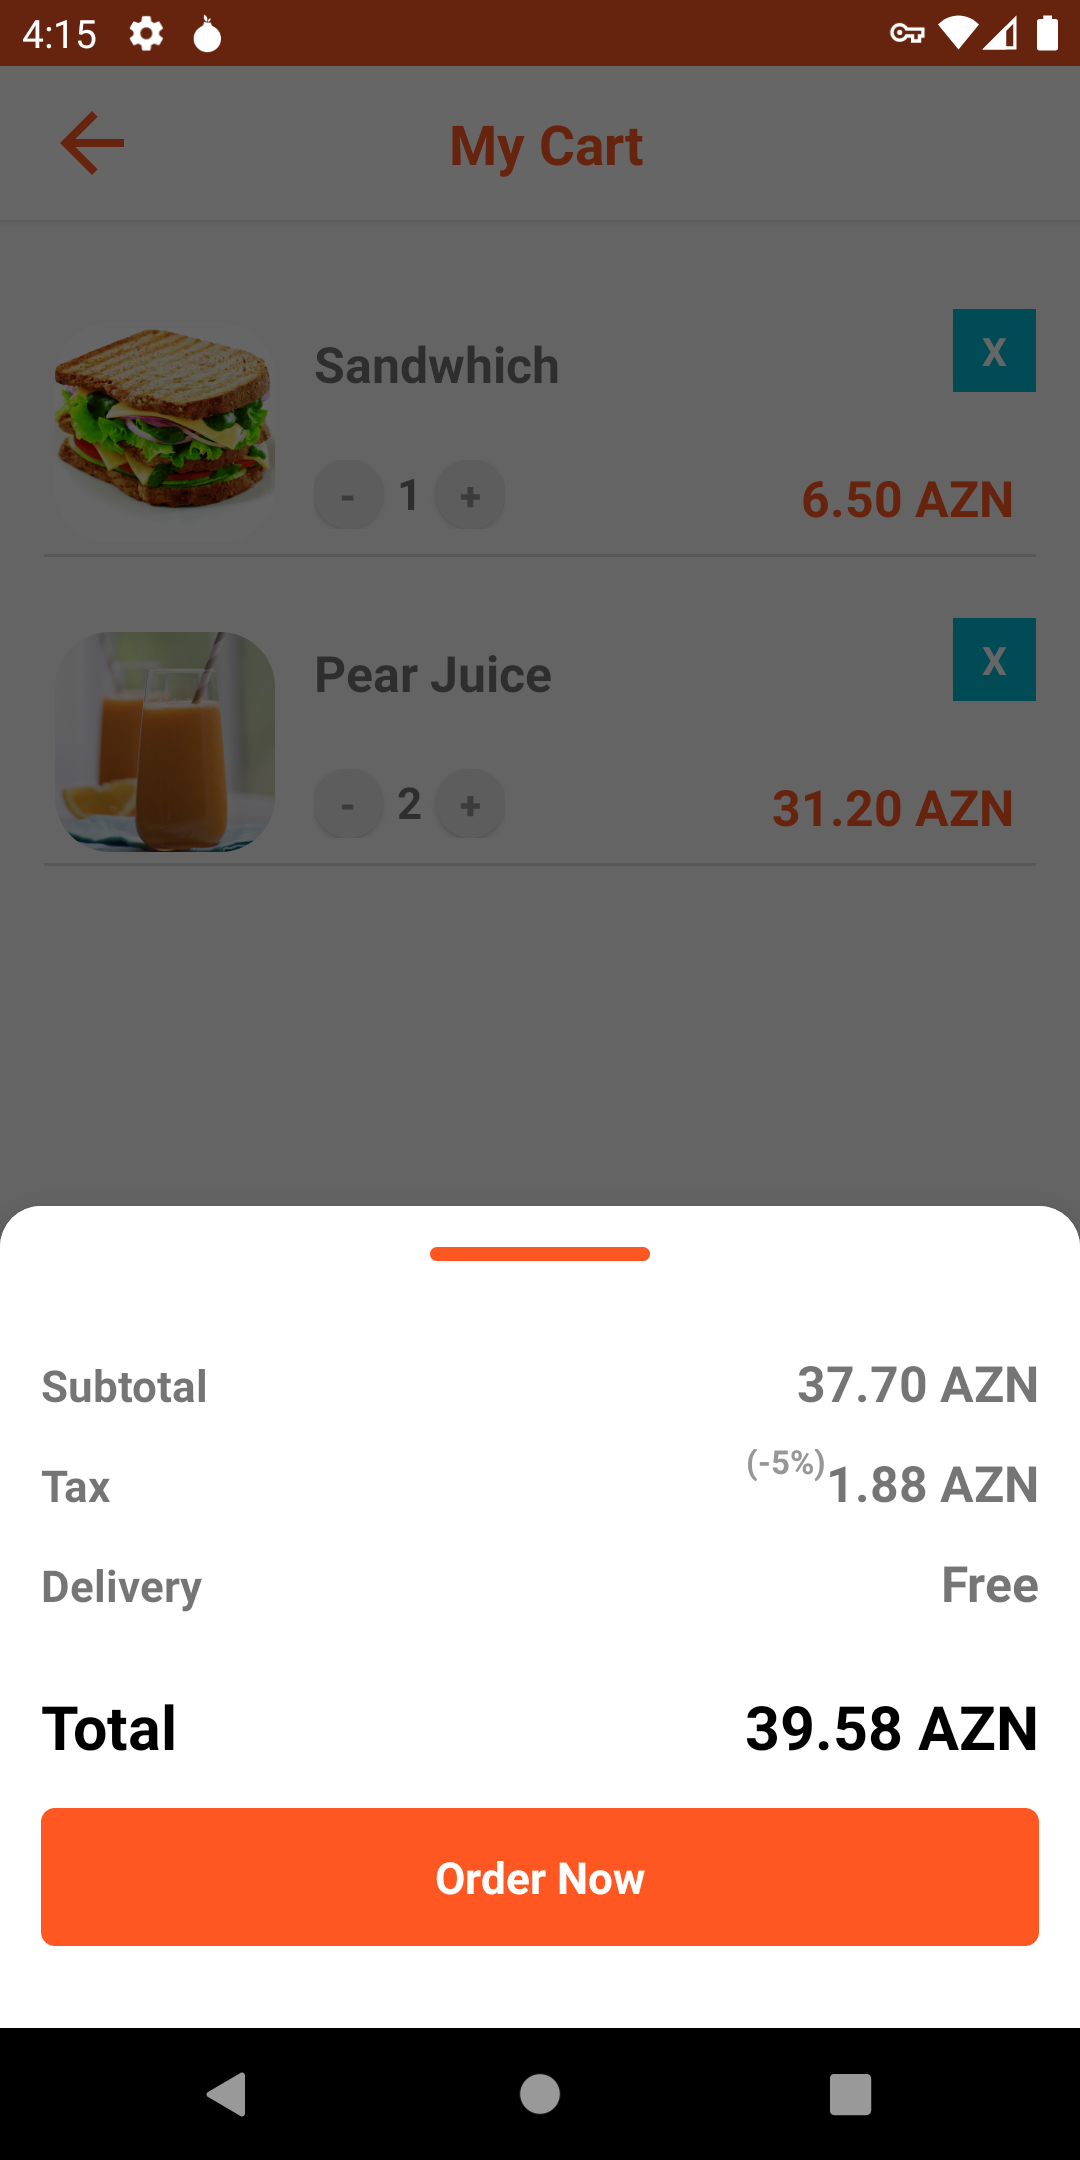 4:15
My Cart
Sandwhich
X
- 1 +
6.50 AZN
Pear Juice
X
- 2 +
31.20 AZN
Subtotal
37.70 AZN
Tax
(-5%)1.88 AZN
Delivery
Free
Total
39.58 AZN
Order Now